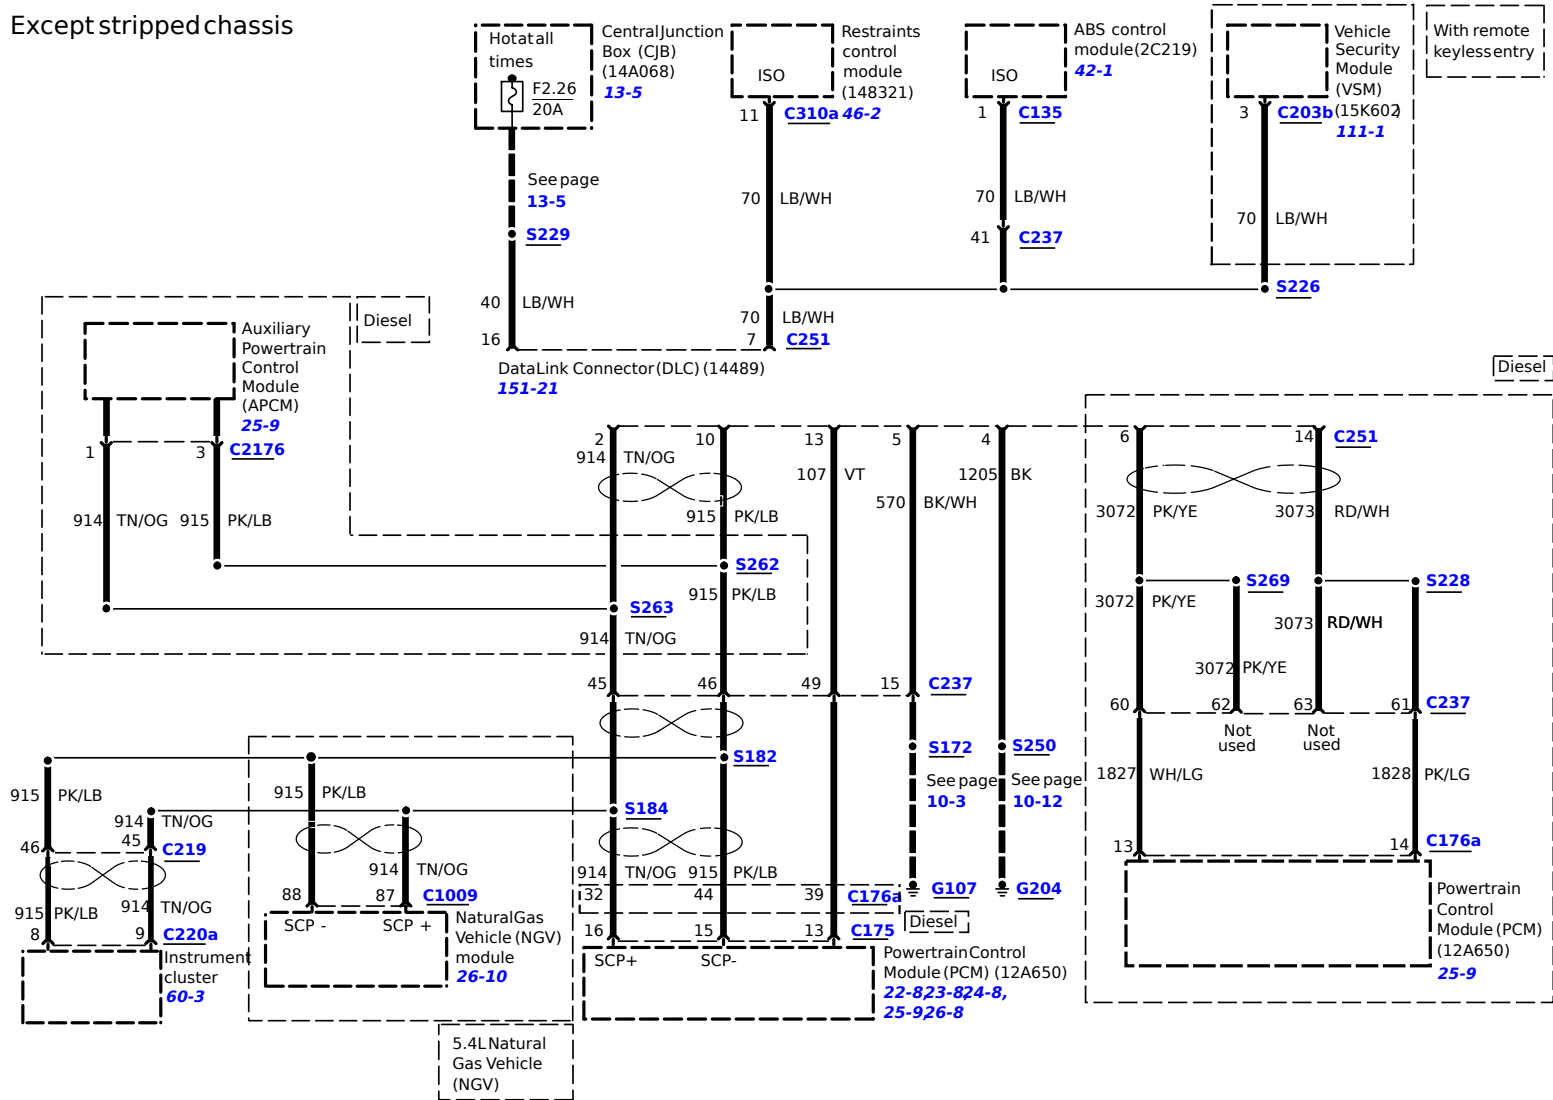 Except stripped chassis
Hot at all
times
F2.26
20A
Central Junction
Box (CJB)
(14A068)
13-5
ISO
Restraints
control
module
(148321)
46-2
11
C310a
ISO
ABS control
module (2C219)
42-1
1
C135
Vehicle
Security
Module
(VSM)
(15K602)
111-1
3
C203b
With remote
keyless entry
See page
13-5
S229
70 LB/WH
70 LB/WH
41 C237
70 LB/WH
S226
40 LB/WH
16
70 LB/WH
7 C251
Data Link Connector (DLC) (14489)
151-21
Diesel
Auxiliary
Powertrain
Control
Module
(APCM)
25-9
1
3 C2176
914 TN/OG
915 PK/LB
2
10
13
5
4
6
14 C251
Diesel
914 TN/OG
915 PK/LB
107 VT
570 BK/WH
1205 BK
3072 PK/YE
3073 RD/WH
S262
915 PK/LB
S263
914 TN/OG
S269
S228
3072 PK/YE
3073 RD/WH
3072 PK/YE
45
46
49
15 C237
60
62
63
61 C237
Not
used
Not
used
S182
S172
S250
See page
10-3
See page
10-12
1827 WH/LG
1828 PK/LG
915 PK/LB
914 TN/OG
915 PK/LB
S184
46
45 C219
914 TN/OG
915 PK/LB
914 TN/OG
8
9 C220a
Instrument
cluster
60-3
88
87 C1009
SCP -
SCP +
Natural Gas
Vehicle (NGV)
module
26-10
5.4L Natural
Gas Vehicle
(NGV)
914 TN/OG
915 PK/LB
32
44
39 C176a
Diesel
16
15
13 C175
SCP+
SCP-
Powertrain Control
Module (PCM) (12A650)
22-8,23-8,24-8,
25-9,26-8
G107
G204
13
14 C176a
Powertrain
Control
Module (PCM)
(12A650)
25-9